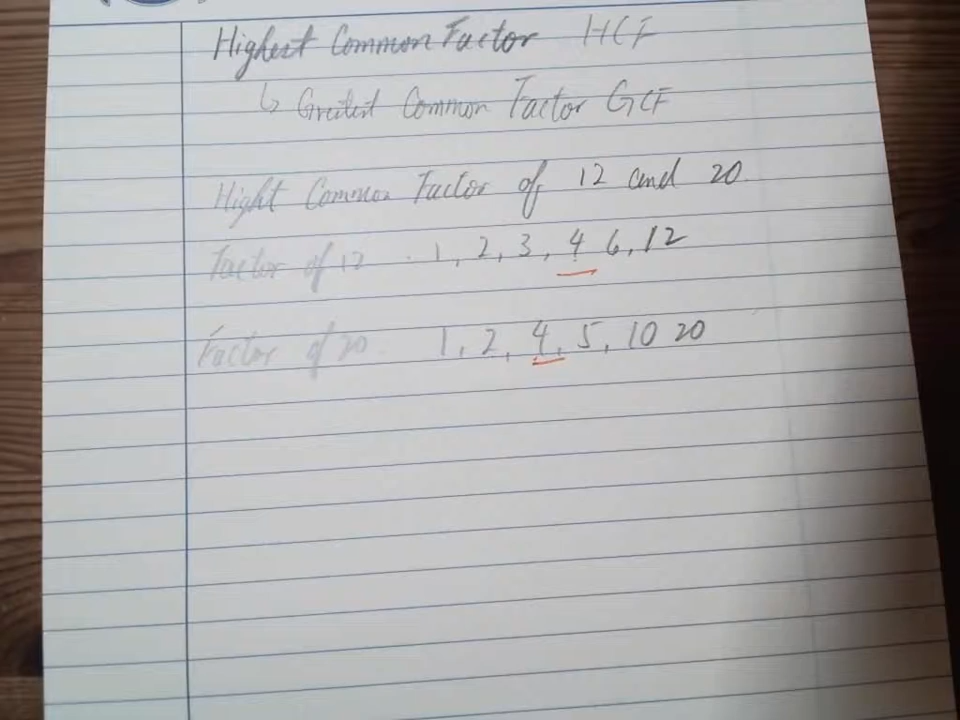 Highest Common Factor HCF
↳ Greatest Common Factor GCF
Hight Common Factor of 12 and 20
Factor of 12 . 1, 2, 3, 4 6, 12
Factor of 20. 1, 2, 4, 5, 10 20